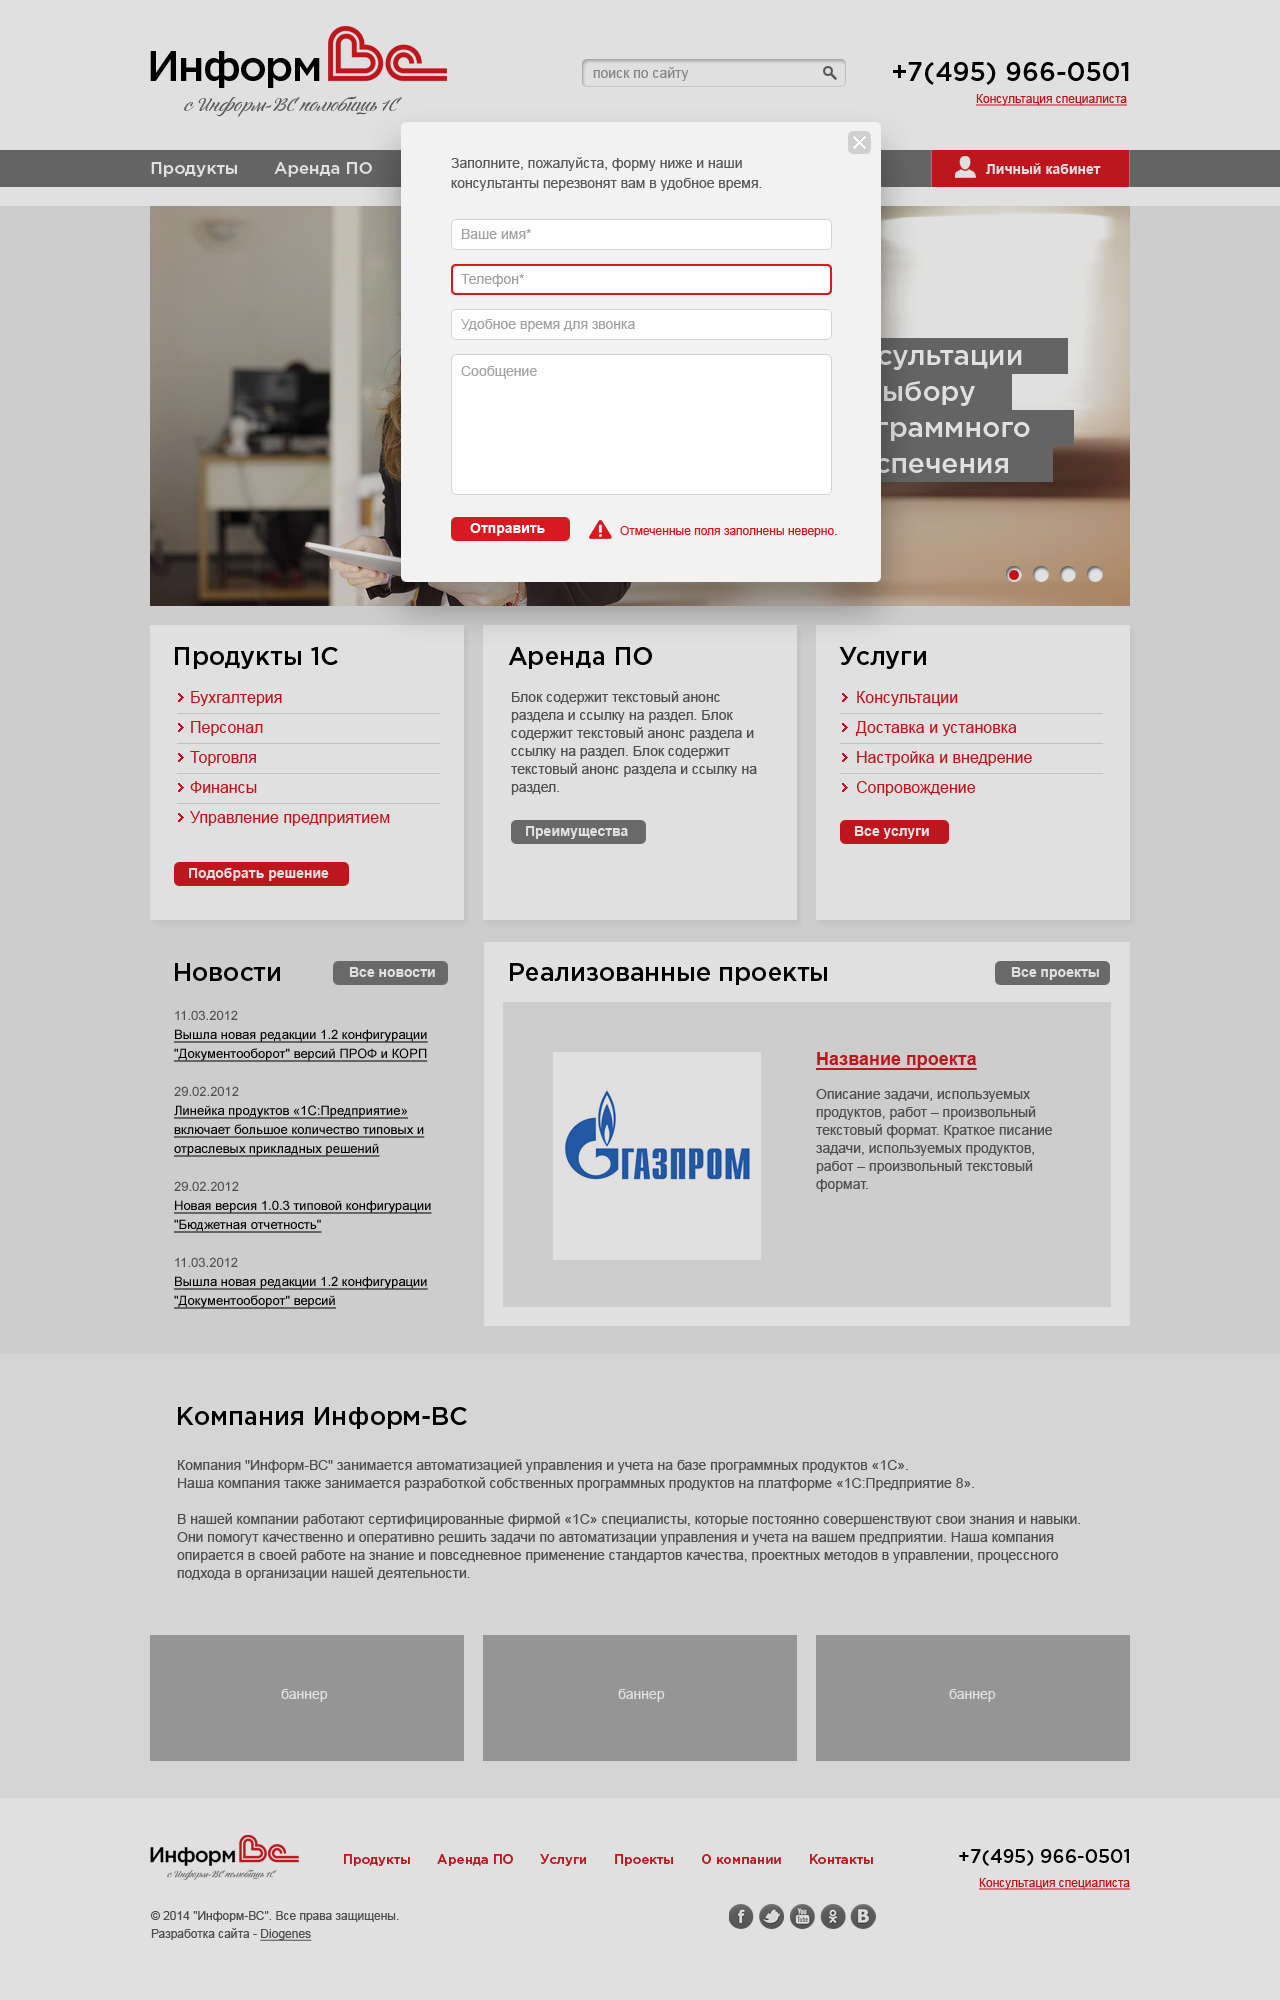 Информ ВС
с Информ-ВС полюбишь 1С
поиск по сайту
+7(495) 966-0501
Консультация специалиста
Продукты
Аренда ПО
Личный кабинет
Заполните, пожалуйста, форму ниже и наши
консультанты перезвонят вам в удобное время.
Ваше имя*
Телефон*
Удобное время для звонка
Сообщение
Отправить
Отмеченные поля заполнены неверно.
сультации
ыбору
граммного
спечения
Продукты 1С
Бухгалтерия
Персонал
Торговля
Финансы
Управление предприятием
Подобрать решение
Аренда ПО
Блок содержит текстовый анонс
раздела и ссылку на раздел. Блок
содержит текстовый анонс раздела и
ссылку на раздел. Блок содержит
текстовый анонс раздела и ссылку на
раздел.
Преимущества
Услуги
Консультации
Доставка и установка
Настройка и внедрение
Сопровождение
Все услуги
Новости
Все новости
11.03.2012
Вышла новая редакции 1.2 конфигурации
"Документооборот" версий ПРОФ и КОРП
29.02.2012
Линейка продуктов «1С:Предприятие»
включает большое количество типовых и
отраслевых прикладных решений
29.02.2012
Новая версия 1.0.3 типовой конфигурации
"Бюджетная отчетность"
11.03.2012
Вышла новая редакции 1.2 конфигурации
"Документооборот" версий
Реализованные проекты
Все проекты
ГАЗПРОМ
Название проекта
Описание задачи, используемых
продуктов, работ – произвольный
текстовый формат. Краткое писание
задачи, используемых продуктов,
работ – произвольный текстовый
формат.
Компания Информ-ВС
Компания "Информ-ВС" занимается автоматизацией управления и учета на базе программных продуктов «1С».
Наша компания также занимается разработкой собственных программных продуктов на платформе «1С:Предприятие 8».
В нашей компании работают сертифицированные фирмой «1С» специалисты, которые постоянно совершенствуют свои знания и навыки.
Они помогут качественно и оперативно решить задачи по автоматизации управления и учета на вашем предприятии. Наша компания
опирается в своей работе на знание и повседневное применение стандартов качества, проектных методов в управлении, процессного
подхода в организации нашей деятельности.
баннер
баннер
баннер
Информ ВС
с Информ-ВС полюбишь 1С
Продукты
Аренда ПО
Услуги
Проекты
О компании
Контакты
+7(495) 966-0501
Консультация специалиста
© 2014 "Информ-ВС". Все права защищены.
Разработка сайта - Diogenes
f
You Tube
B